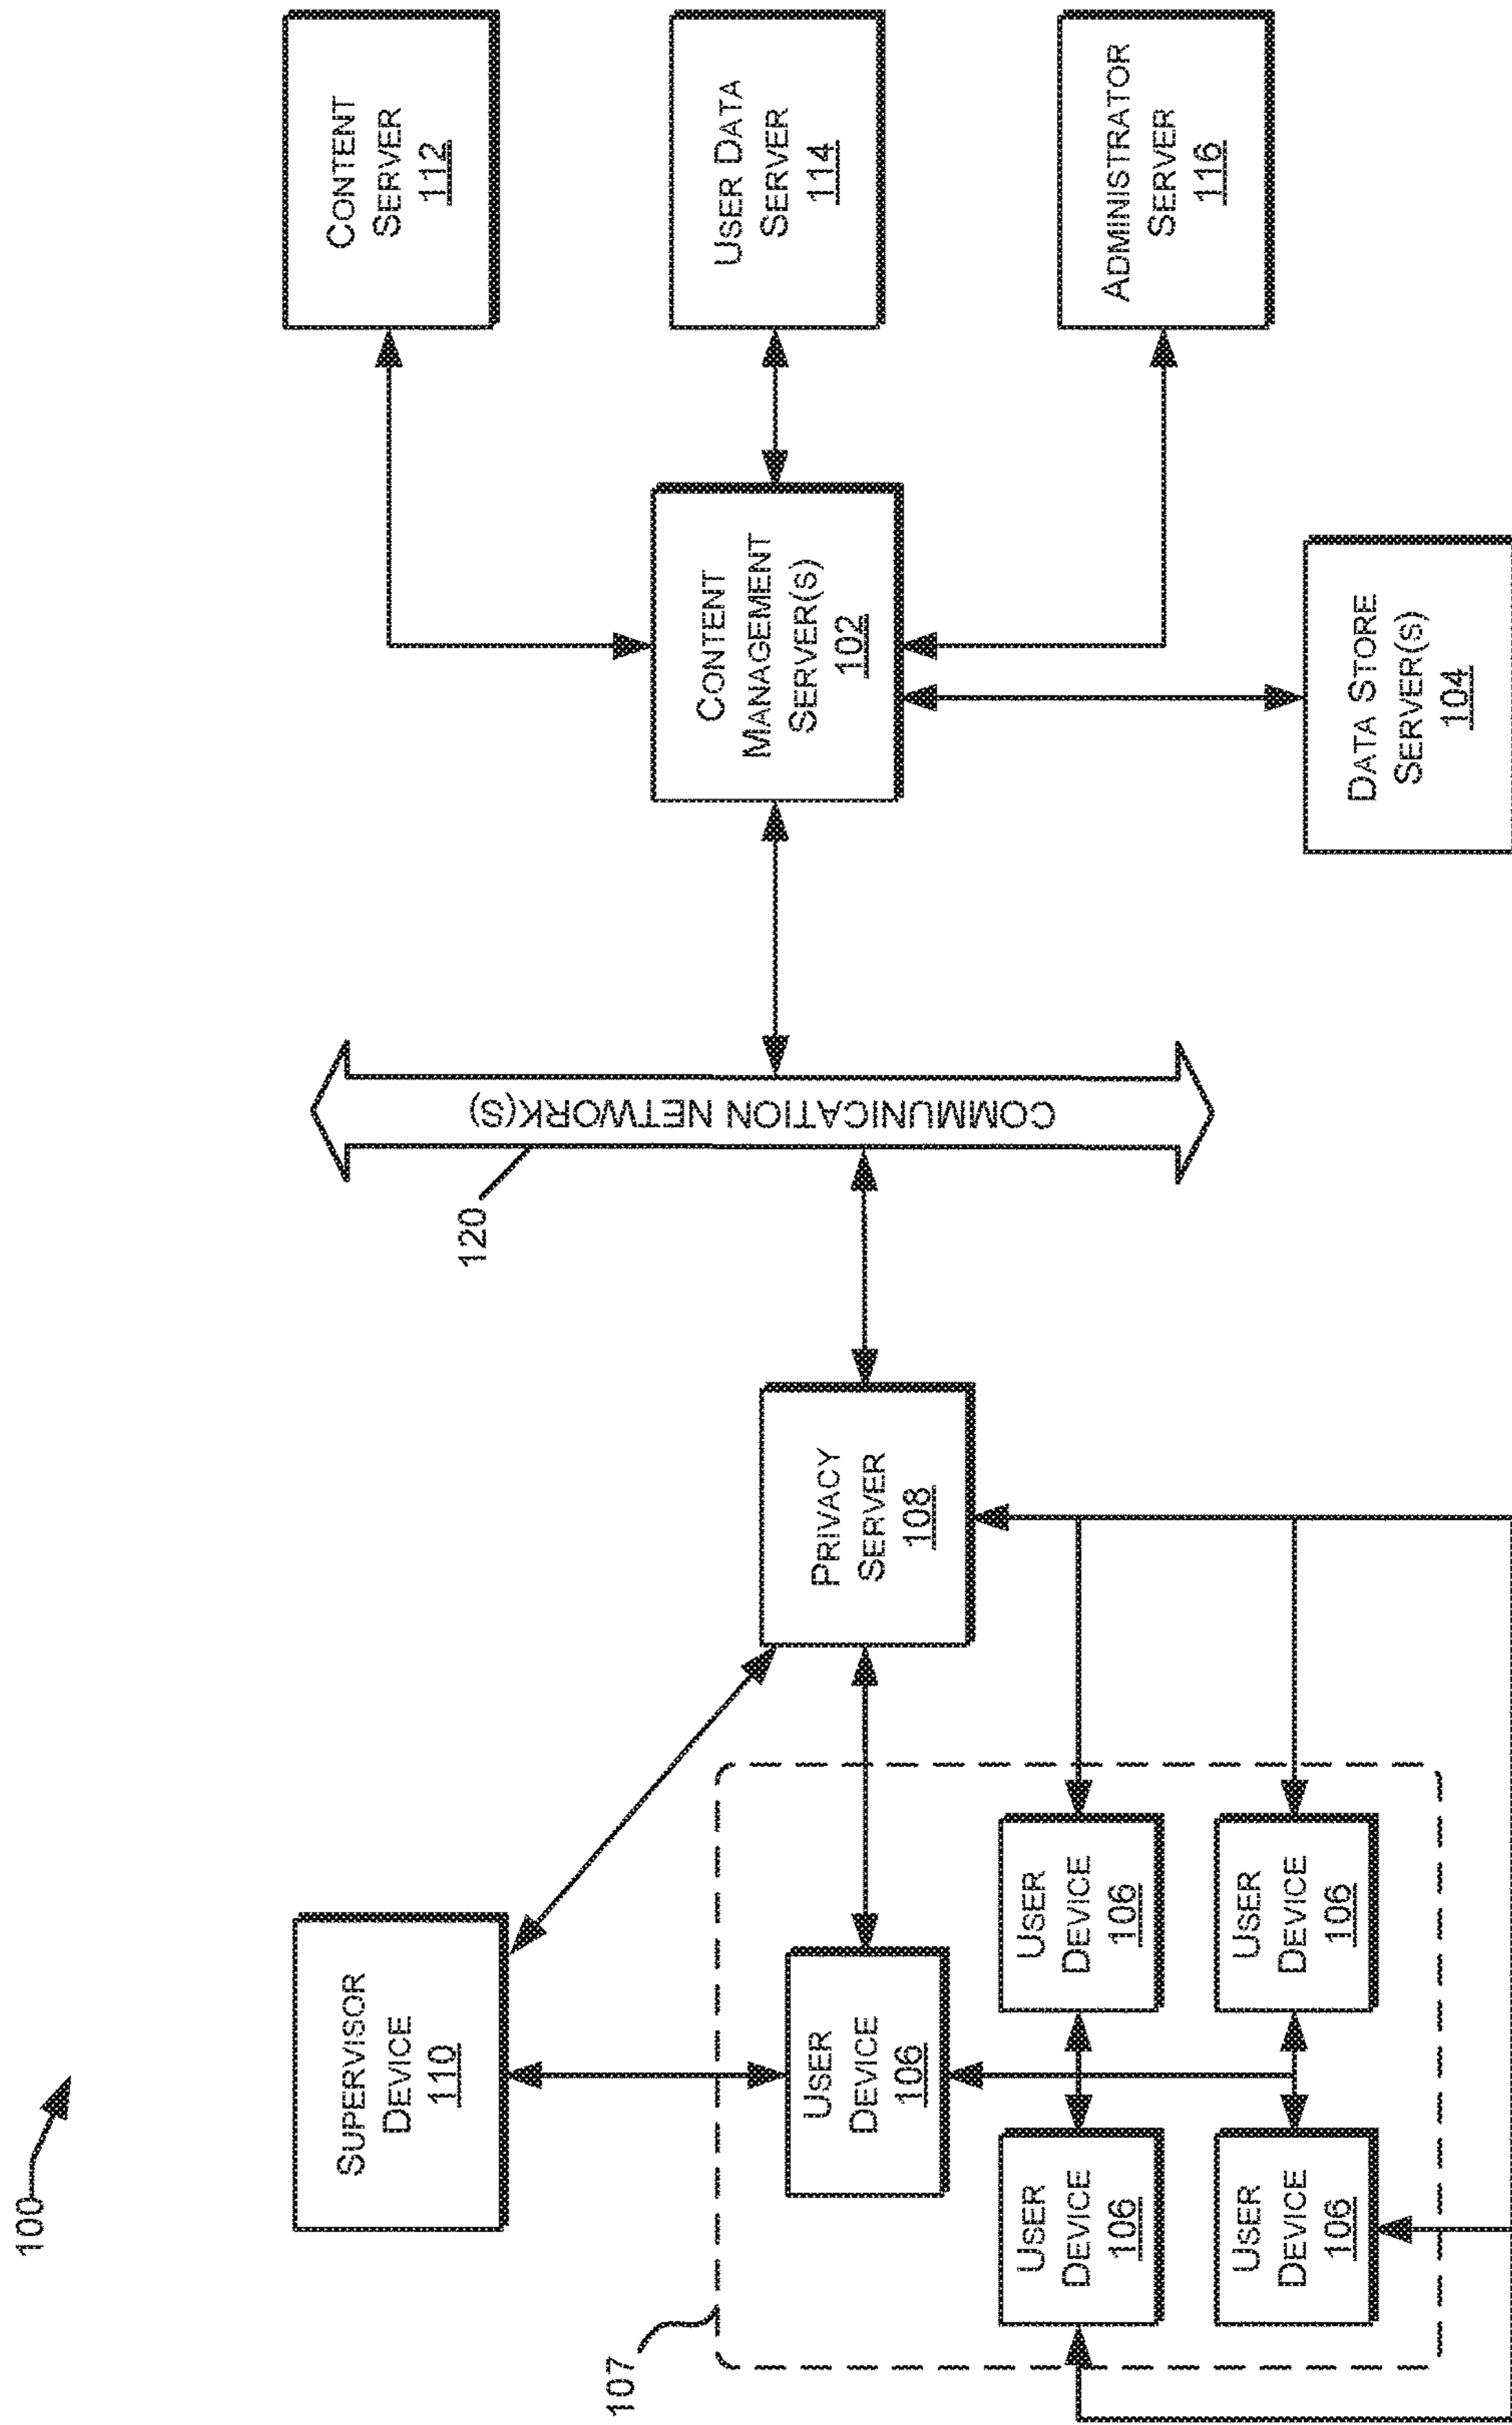 100
SUPERVISOR
DEVICE
110
CONTENT
SERVER
112
120
COMMUNICATION NETWORK(S)
107
USER
DEVICE
106
PRIVACY
SERVER
108
CONTENT
MANAGEMENT
SERVER(S)
102
USER DATA
SERVER
114
USER
DEVICE
106
USER
DEVICE
106
ADMINISTRATOR
SERVER
116
USER
DEVICE
106
USER
DEVICE
106
DATA STORE
SERVER(S)
104